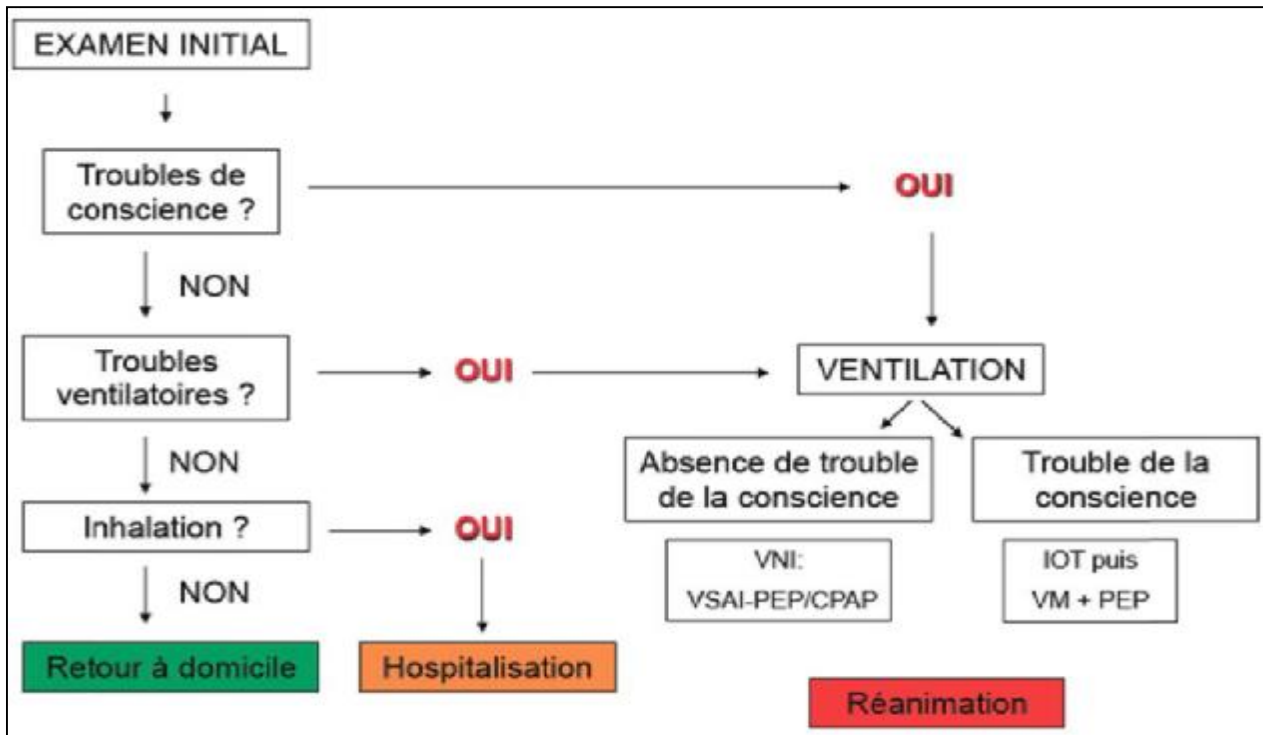 EXAMEN INITIAL
Troubles de
conscience ?
OUI
NON
Troubles
ventilatoires ?
OUI
VENTILATION
NON
Absence de trouble
de la conscience
Trouble de la
conscience
Inhalation ?
OUI
VNI:
VSAI-PEP/CPAP
IOT puis
VM + PEP
NON
Retour à domicile
Hospitalisation
Réanimation